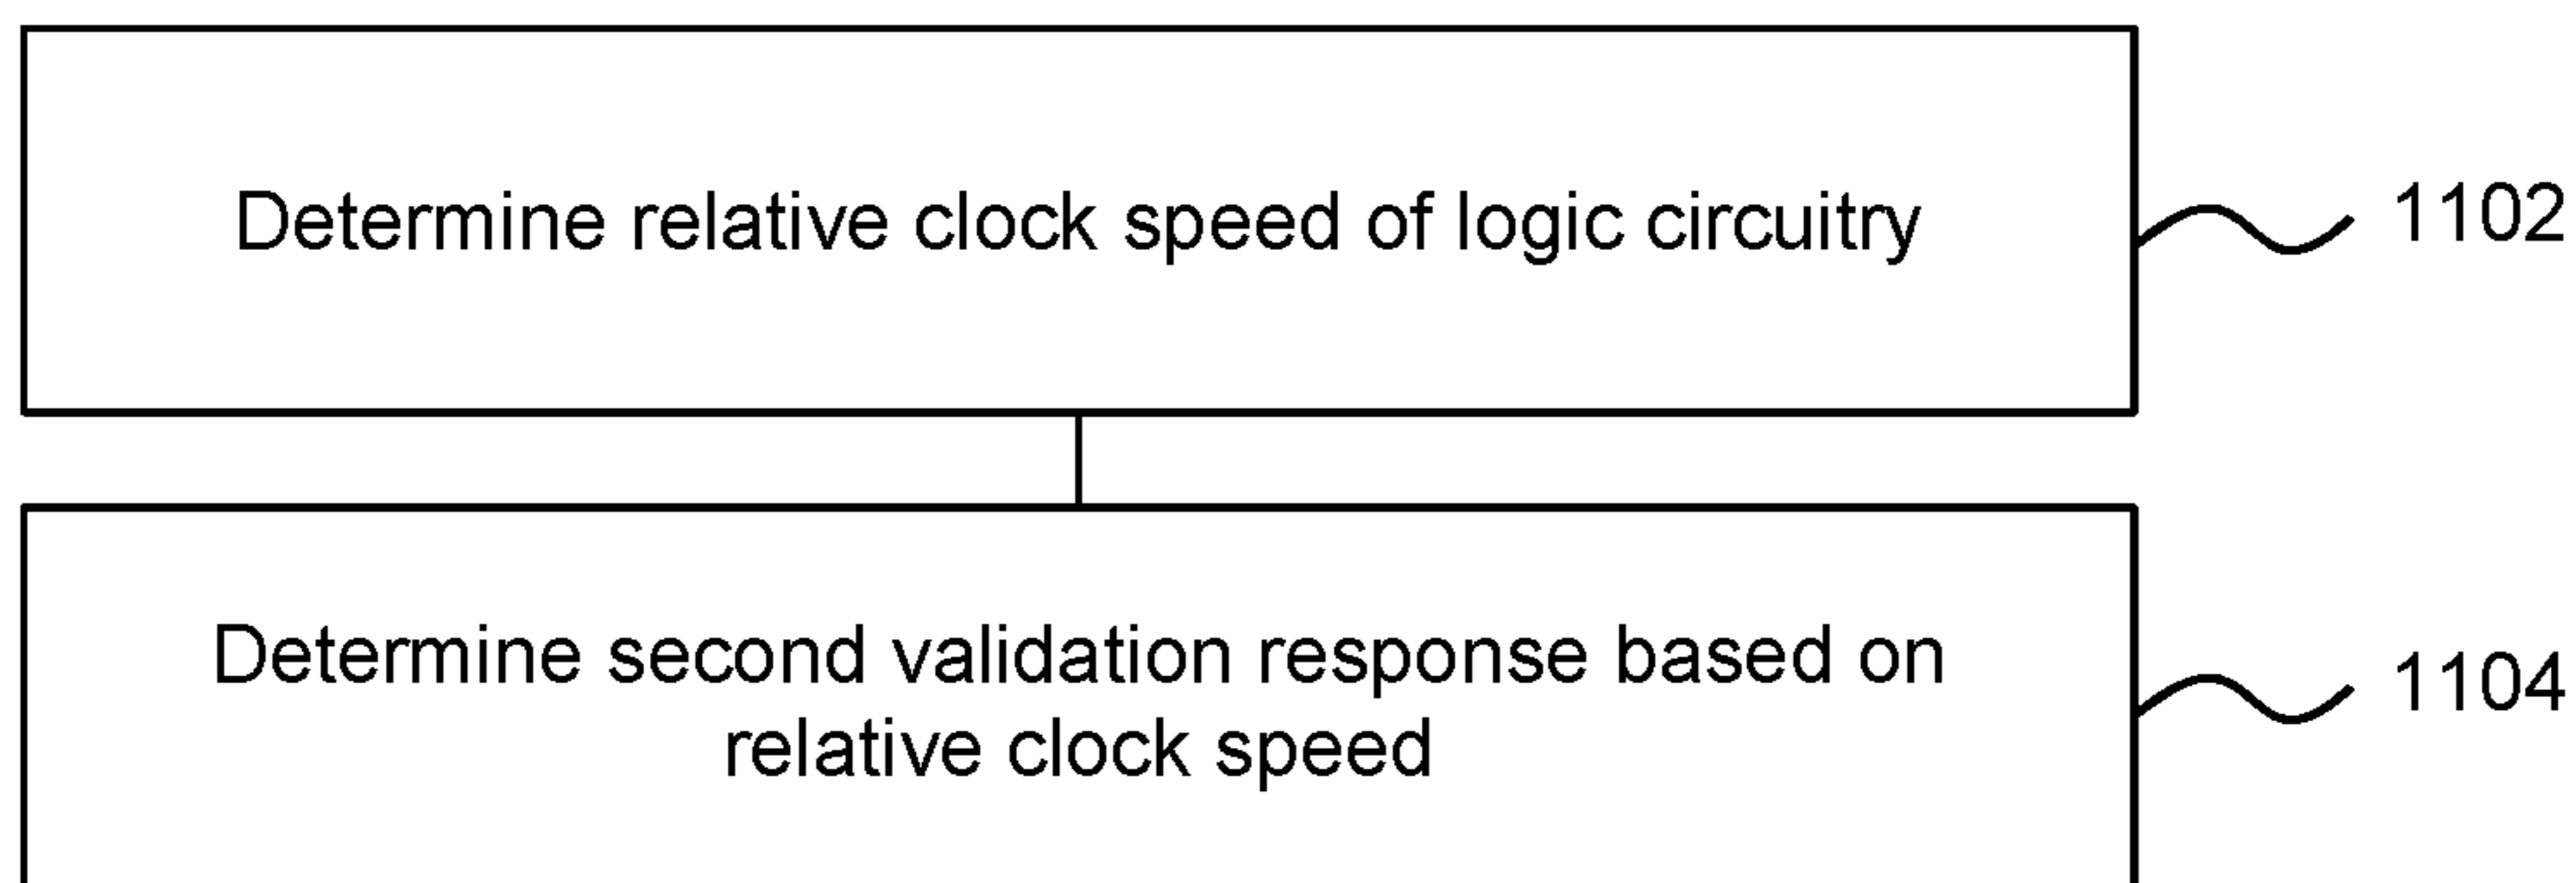 Determine relative clock speed of logic circuitry
1102
Determine second validation response based on
relative clock speed
1104